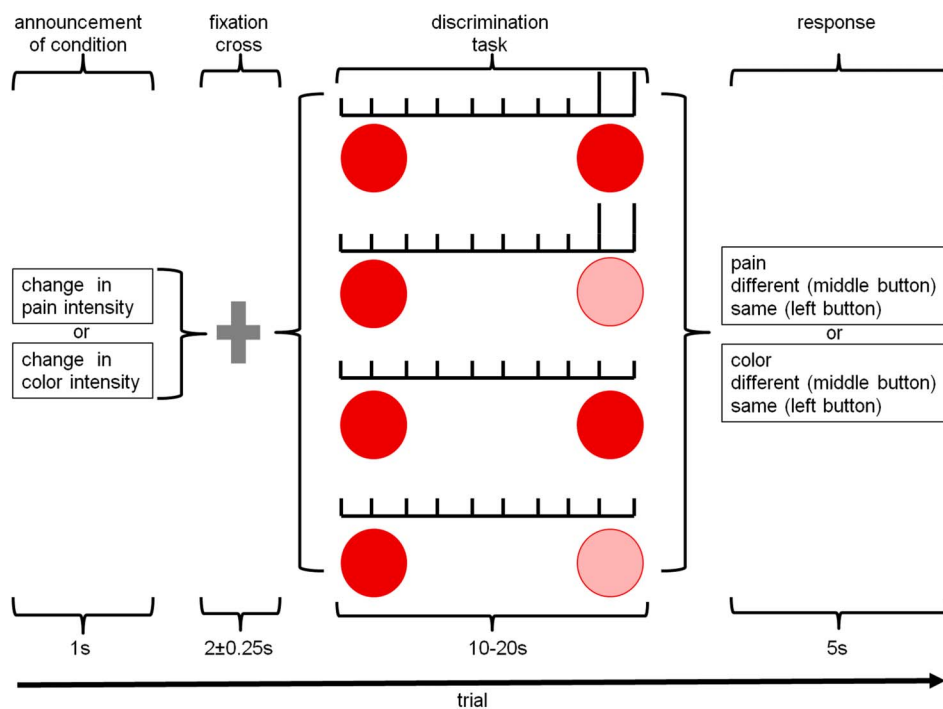 announcement
of condition
fixation
cross
discrimination
task
response
change in
pain intensity
or
change in
color intensity
pain
different (middle button)
same (left button)
or
color
different (middle button)
same (left button)
1s
2±0.25s
10-20s
5s
trial